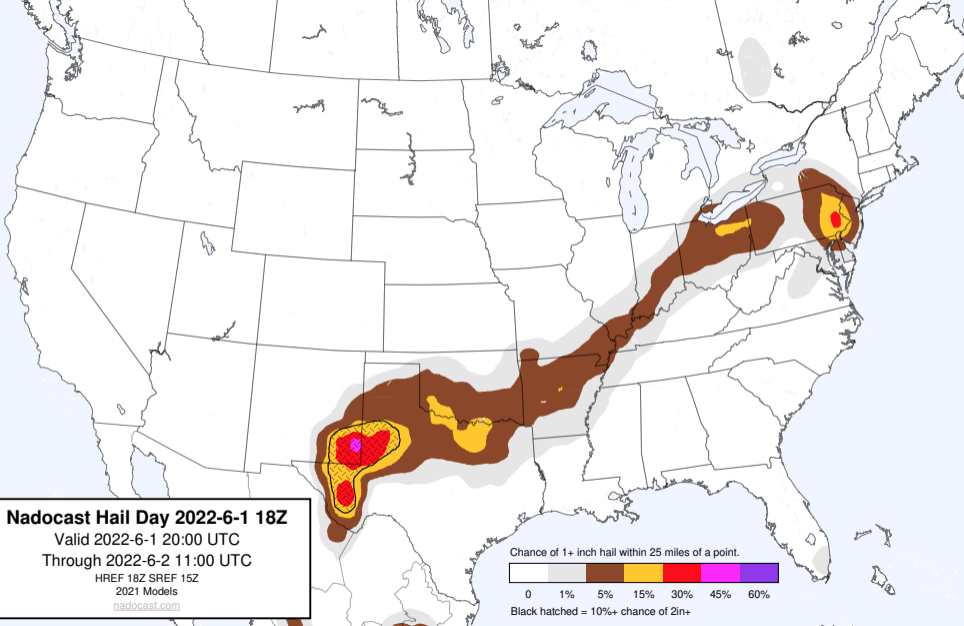 Nadocast Hail Day 2022-6-1 18Z
Valid 2022-6-1 20:00 UTC
Through 2022-6-2 11:00 UTC
HREF 18Z SREF 15Z
2021 Models
nadocast.com
Chance of 1+ inch hail within 25 miles of a point.
0 1% 5% 15% 30% 45% 60%
Black hatched = 10%+ chance of 2in+